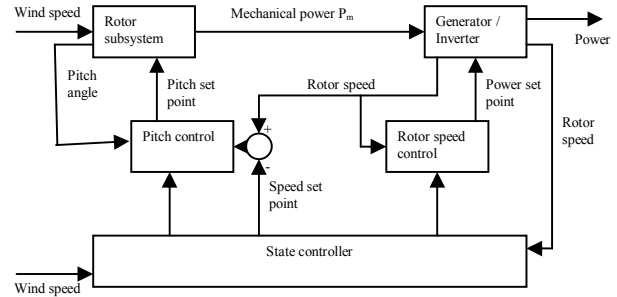 Wind speed
Rotor
subsystem
Mechanical power Pm
Generator /
Inverter
Power
Pitch
angle
Pitch set
point
Rotor speed
Power set
point
Rotor
speed
Pitch control
+
-
Rotor speed
control
Speed set
point
State controller
Wind speed